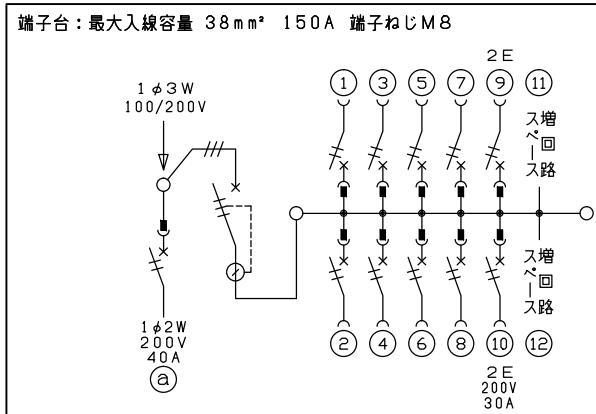 端子台：最大入線容量 38mm² 150A 端子ねじM8
1φ3W
100/200V
2E
① ③ ⑤ ⑦ ⑨ ⑪
増回路
スペース
増回路
スペース
② ④ ⑥ ⑧ ⑩ ⑫
2E
200V
30A
1φ2W
200V
40A
ⓐ